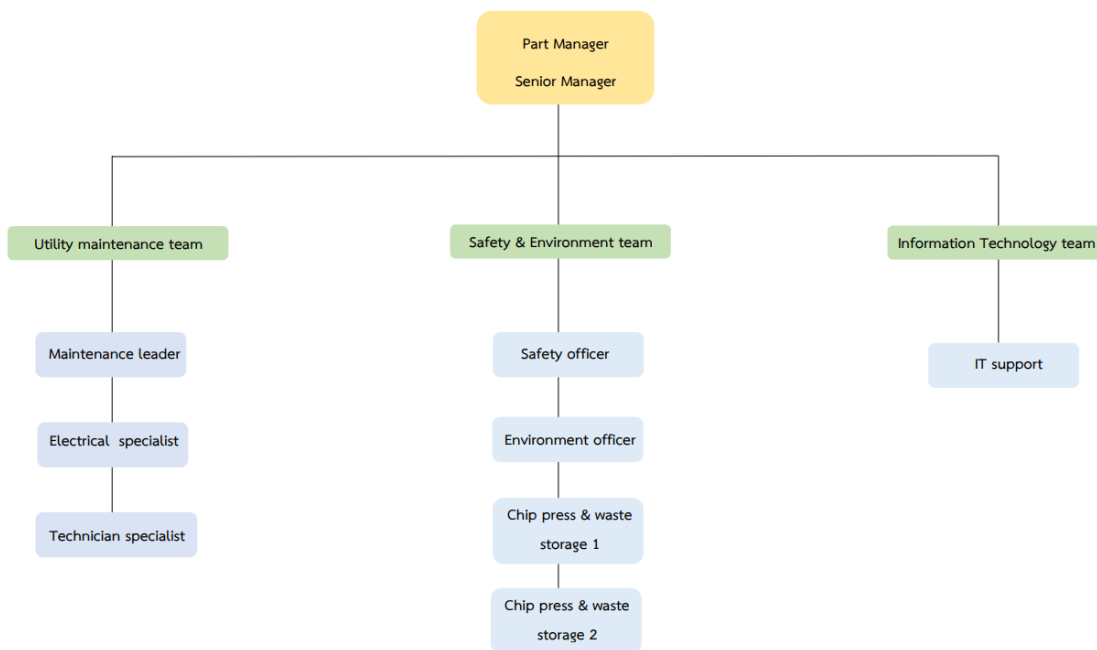 Part Manager
Senior Manager
Utility maintenance team
Safety & Environment team
Information Technology team
Maintenance leader
Electrical specialist
Technician specialist
Safety officer
Environment officer
Chip press & waste
storage 1
Chip press & waste
storage 2
IT support